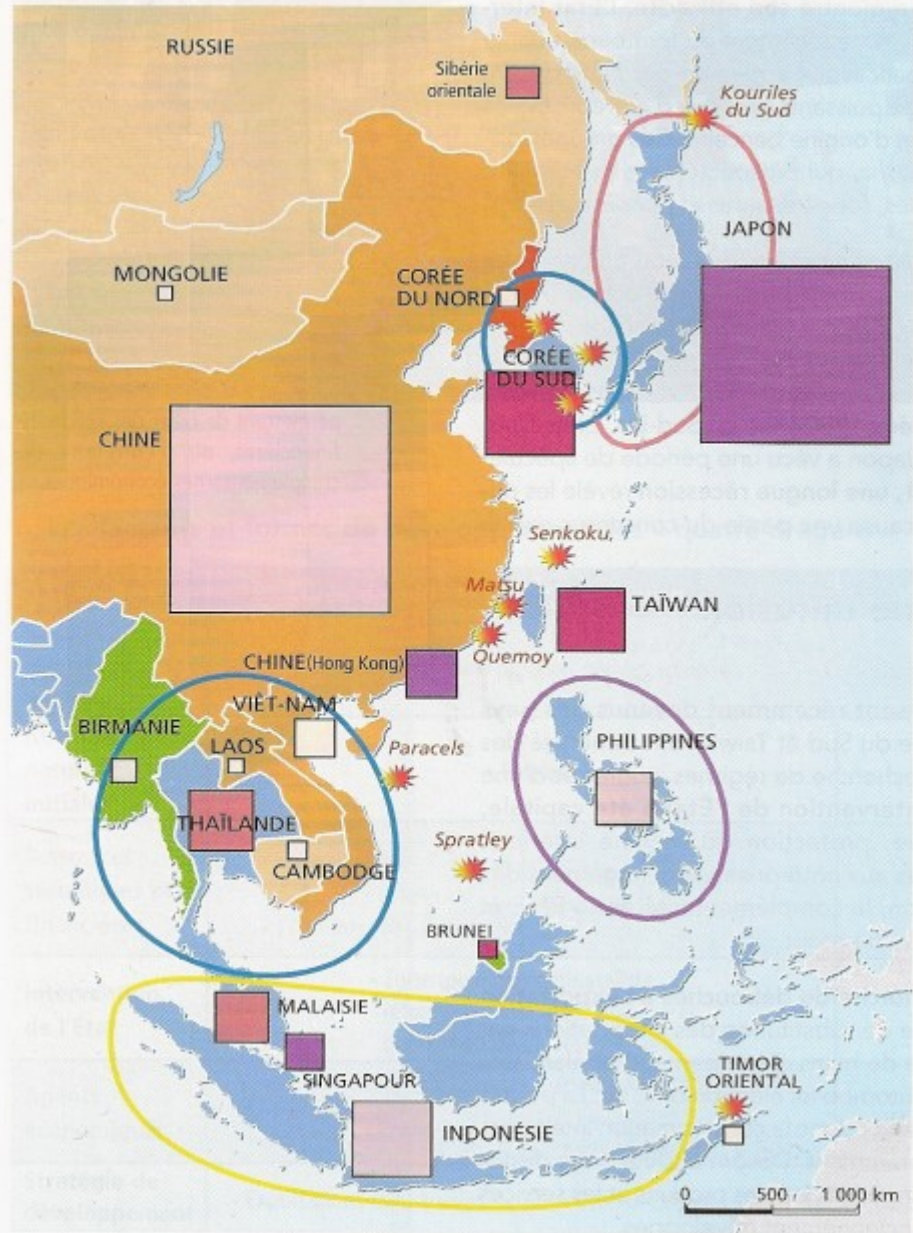 RUSSIE
Sibérie
orientale
Kouriles
du Sud
JAPON
MONGOLIE
CORÉE
DU NORD
CORÉE
DU SUD
CHINE
Senkoku
Matsu
TAÏWAN
Quemoy
CHINE (Hong Kong)
VIÊT-NAM
BIRMANIE
LAOS
Paracels
PHILIPPINES
THAÏLANDE
CAMBODGE
Spratley
BRUNEI
MALAISIE
SINGAPOUR
TIMOR
ORIENTAL
INDONÉSIE
0 500 1 000 km